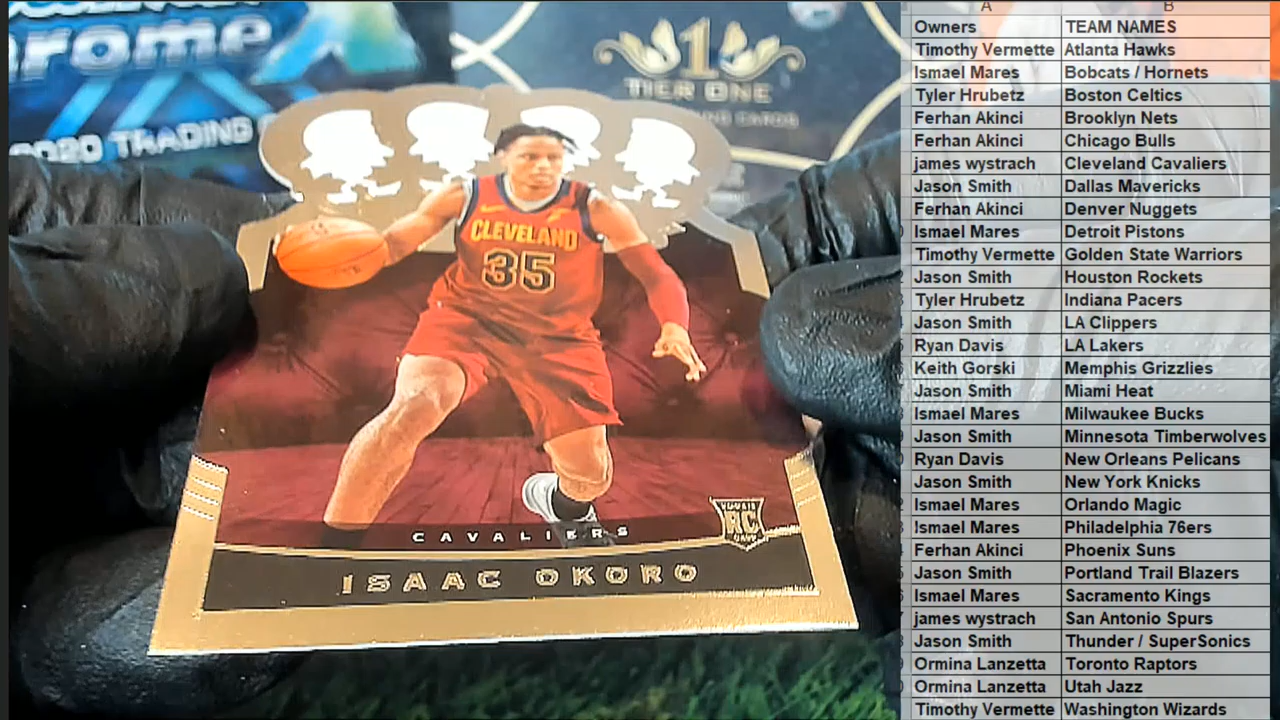 rome
2020 TRADING
1
TIER ONE
CARDS
CLEVELAND
35
CAVALIERS
RC
ISAAC OKORO
A B
Owners TEAM NAMES
Timothy Vermette Atlanta Hawks
Ismael Mares Bobcats / Hornets
Tyler Hrubetz Boston Celtics
Ferhan Akinci Brooklyn Nets
Ferhan Akinci Chicago Bulls
james wystrach Cleveland Cavaliers
Jason Smith Dallas Mavericks
Ferhan Akinci Denver Nuggets
Ismael Mares Detroit Pistons
Timothy Vermette Golden State Warriors
Jason Smith Houston Rockets
Tyler Hrubetz Indiana Pacers
Jason Smith LA Clippers
Ryan Davis LA Lakers
Keith Gorski Memphis Grizzlies
Jason Smith Miami Heat
Ismael Mares Milwaukee Bucks
Jason Smith Minnesota Timberwolves
Ryan Davis New Orleans Pelicans
Jason Smith New York Knicks
Ismael Mares Orlando Magic
Ismael Mares Philadelphia 76ers
Ferhan Akinci Phoenix Suns
Jason Smith Portland Trail Blazers
Ismael Mares Sacramento Kings
james wystrach San Antonio Spurs
Jason Smith Thunder / SuperSonics
Ormina Lanzetta Toronto Raptors
Ormina Lanzetta Utah Jazz
Timothy Vermette Washington Wizards